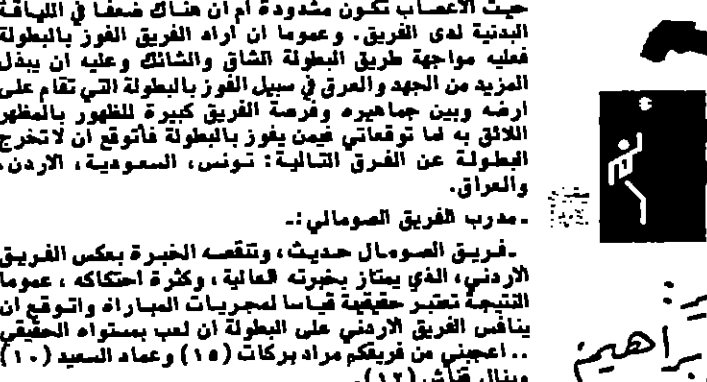 حيث الاعصاب تكون مشدودة ام ان هناك ضعفا في اللياقة
البدنية لدى الفريق. وعموما ان اراد الفريق الفوز بالبطولة
فعليه مواجهة طريق البطولة الشاق والشائك وعليه ان يبذل
المزيد من الجهد والعرق في سبيل الفوز بالبطولة التي تقام على
ارضه وبين جماهيره وفرصة الفريق كبيرة للظهور بالمظهر
اللائق به اما توقعاتي فيمن يفوز بالبطولة فأتوقع ان لا تخرج
البطولة عن الفرق التالية: تونس، السعودية، الاردن،
والعراق.
ـ مدرب الفريق الصومالي :ـ
ـ فريق الصومال حديث، وتنقصه الخبرة بعكس الفريق
الاردني، الذي يمتاز بخبرته العالية، وكثرة احتكاكه ، عموما
النتيجة تعتبر حقيقية قياسا لمجريات المباراة واتوقع ان
ينافس الفريق الاردني على البطولة ان لعب بمستواه الحقيقي
.. اعجبني من فريقكم مراد بركات (١٥) وعماد السعيد (١٠)
(١٢).
براهيم